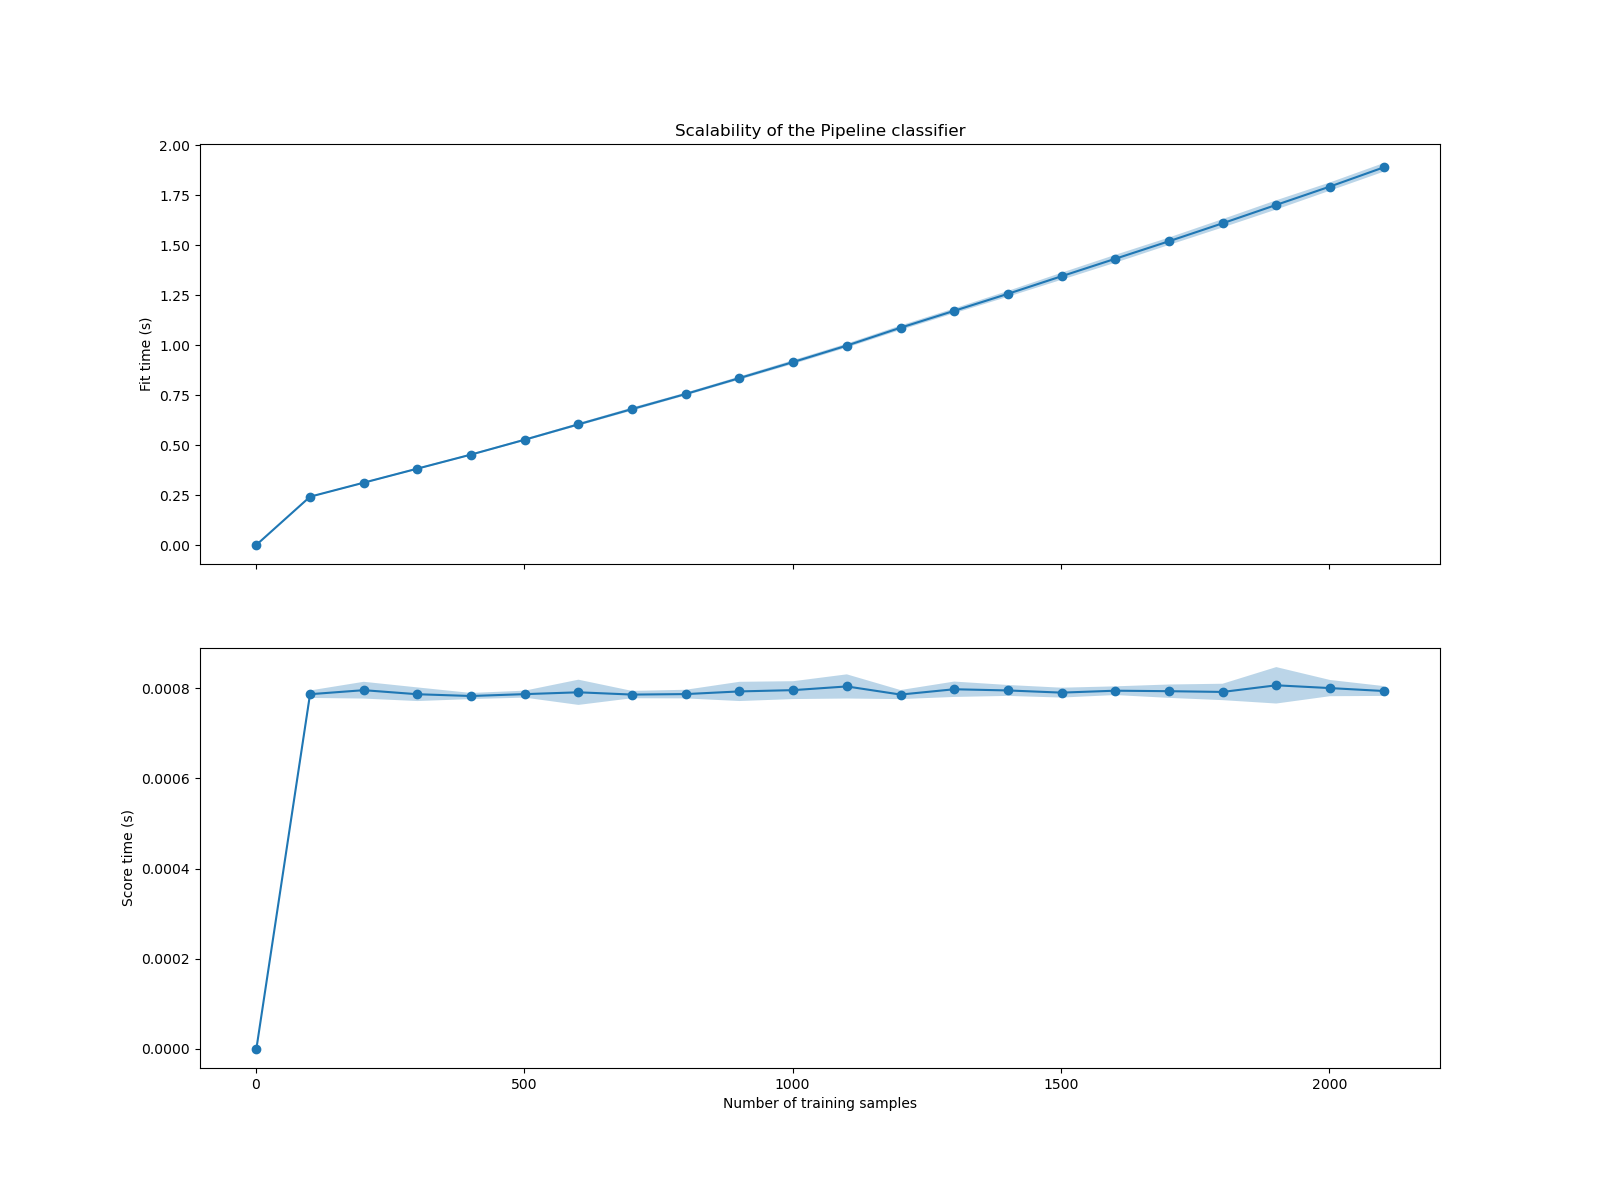 Scalability of the Pipeline classifier
2.00
1.75
1.50
1.25
1.00
0.75
0.50
0.25
0.00
Fit time (s)
0.0008
0.0006
0.0004
0.0002
0.0000
Score time (s)
0 500 1000 1500 2000
Number of training samples